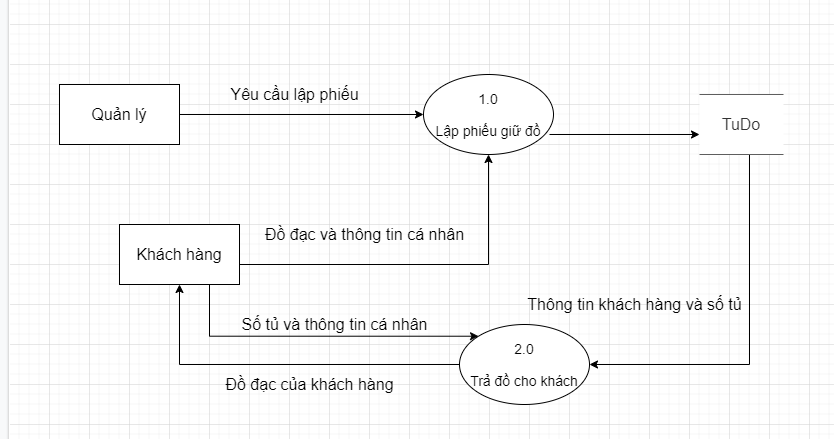 Yêu cầu lập phiếu
1.0
Quản lý
Lập phiếu giữ đồ
TuDo
Đồ đạc và thông tin cá nhân
Khách hàng
Thông tin khách hàng và số tủ
Số tủ và thông tin cá nhân
2.0
Trả đồ cho khách
Đồ đạc của khách hàng